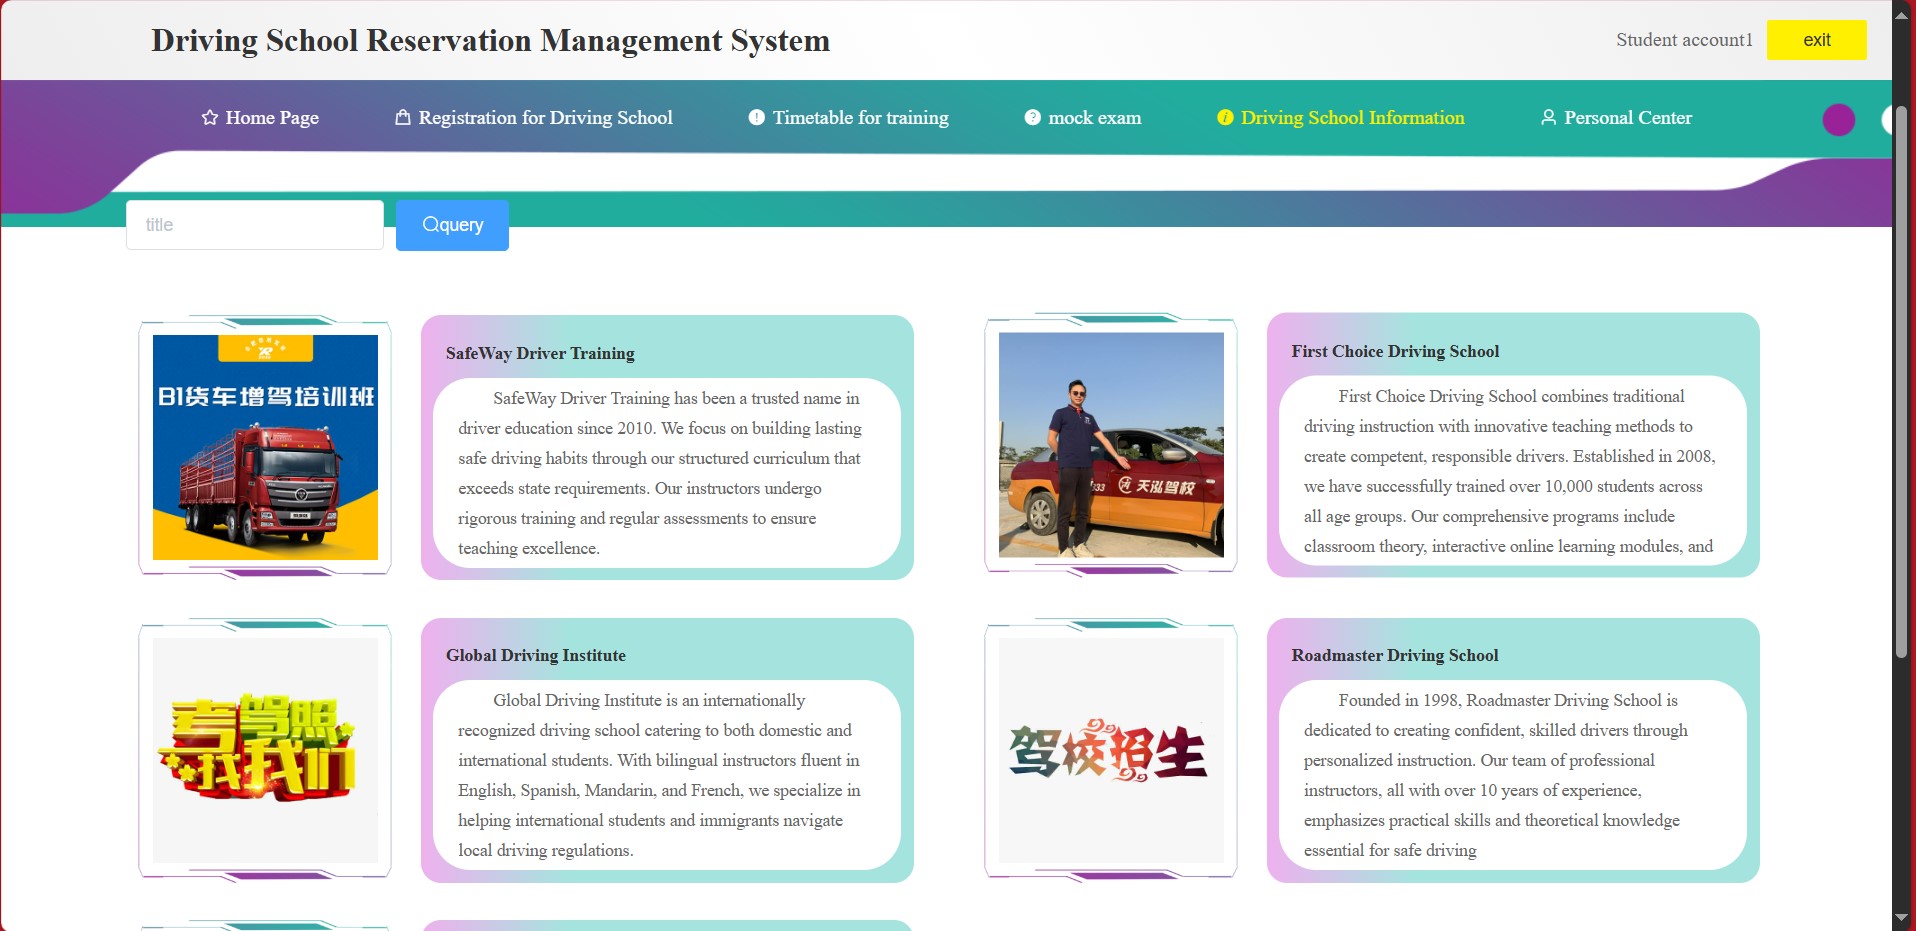 Driving School Reservation Management System
Student account1
exit
Home Page
Registration for Driving School
Timetable for training
mock exam
Driving School Information
Personal Center
title
query
B1货车增驾培训班
SafeWay Driver Training
SafeWay Driver Training has been a trusted name in
driver education since 2010. We focus on building lasting
safe driving habits through our structured curriculum that
exceeds state requirements. Our instructors undergo
rigorous training and regular assessments to ensure
teaching excellence.
333
天泓驾校
First Choice Driving School
First Choice Driving School combines traditional
driving instruction with innovative teaching methods to
create competent, responsible drivers. Established in 2008,
we have successfully trained over 10,000 students across
all age groups. Our comprehensive programs include
classroom theory, interactive online learning modules, and
考驾照
找我们
Global Driving Institute
Global Driving Institute is an internationally
recognized driving school catering to both domestic and
international students. With bilingual instructors fluent in
English, Spanish, Mandarin, and French, we specialize in
helping international students and immigrants navigate
local driving regulations.
驾校招生
Roadmaster Driving School
Founded in 1998, Roadmaster Driving School is
dedicated to creating confident, skilled drivers through
personalized instruction. Our team of professional
instructors, all with over 10 years of experience,
emphasizes practical skills and theoretical knowledge
essential for safe driving